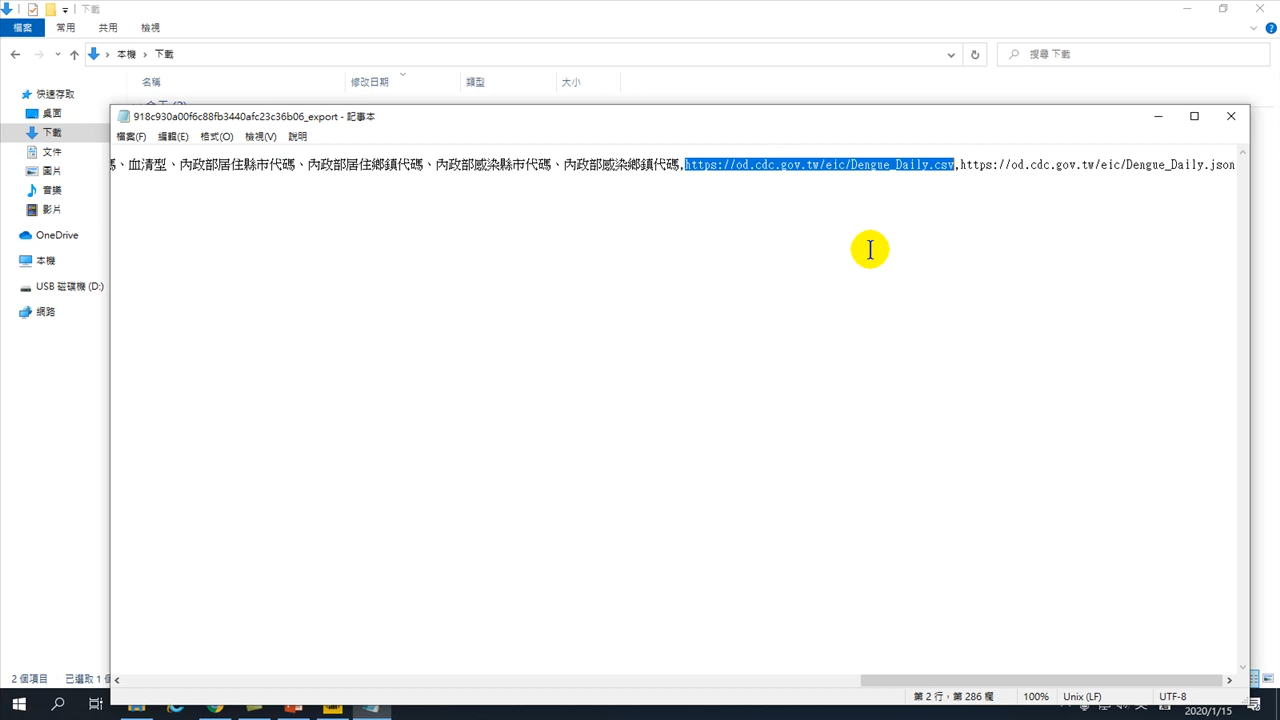 下載
檔案
常用
共用
檢視
本機
下載
搜尋 下載
名稱
修改日期
類型
大小
快速存取
桌面
下載
文件
圖片
音樂
影片
OneDrive
本機
USB 磁碟機 (D:)
網路
918c930a00f6c88fb3440afc23c36b06_export - 記事本
檔案(F)
編輯(E)
格式(O)
檢視(V)
說明
、血清型、內政部居住縣市代碼、內政部居住鄉鎮代碼、內政部感染縣市代碼、內政部感染鄉鎮代碼,https://od.cdc.gov.tw/eic/Dengue_Daily.csv,https://od.cdc.gov.tw/eic/Dengue_Daily.json
第 2 行，第 286 欄
100%
Unix (LF)
UTF-8
2 個項目
已選取 1
2020/1/15